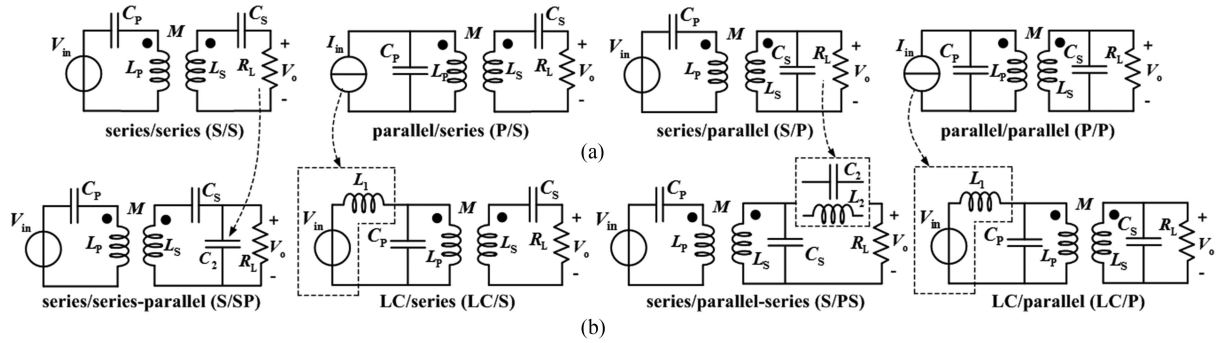 C_P M C_S
V_in L_P L_S R_L + V_o -
series/series (S/S)
I_in C_P M L_P L_S C_S R_L + V_o -
parallel/series (P/S)
C_P M
V_in L_P L_S C_S R_L + V_o -
series/parallel (S/P)
I_in C_P M L_P L_S C_S R_L + V_o -
parallel/parallel (P/P)
(a)
C_P M C_S
V_in L_P L_S C_2 R_L + V_o -
series/series-parallel (S/SP)
L_1 M C_S
V_in C_P L_P L_S R_L + V_o -
LC/series (LC/S)
C_P M C_2
L_2
V_in L_P L_S C_S R_L + V_o -
series/parallel-series (S/PS)
L_1 M
V_in C_P L_P L_S C_S R_L + V_o -
LC/parallel (LC/P)
(b)